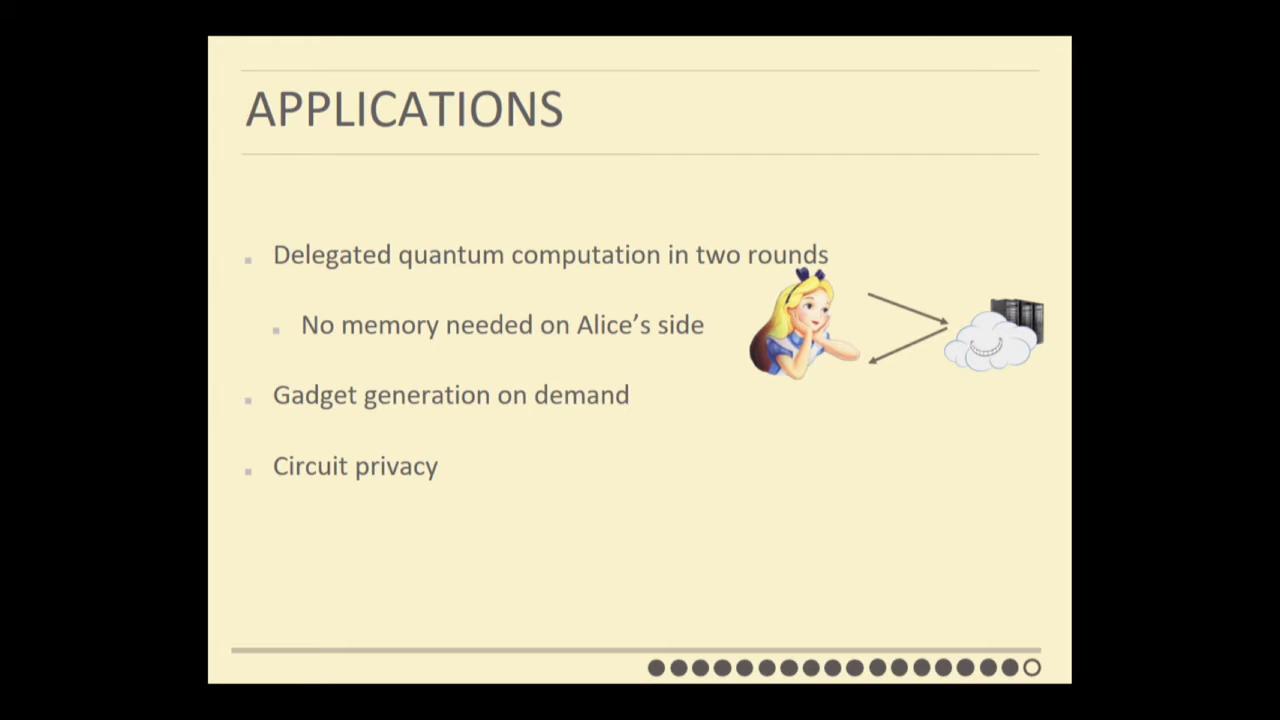 APPLICATIONS
Delegated quantum computation in two rounds
No memory needed on Alice’s side
Gadget generation on demand
Circuit privacy